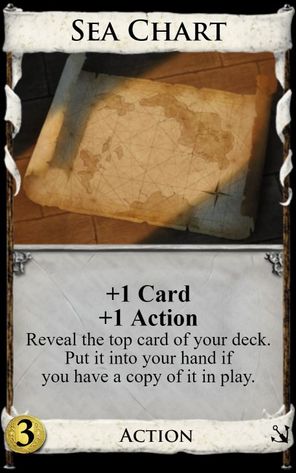 Sea Chart
+1 Card
+1 Action
Reveal the top card of your deck.
Put it into your hand if
you have a copy of it in play.
3
Action